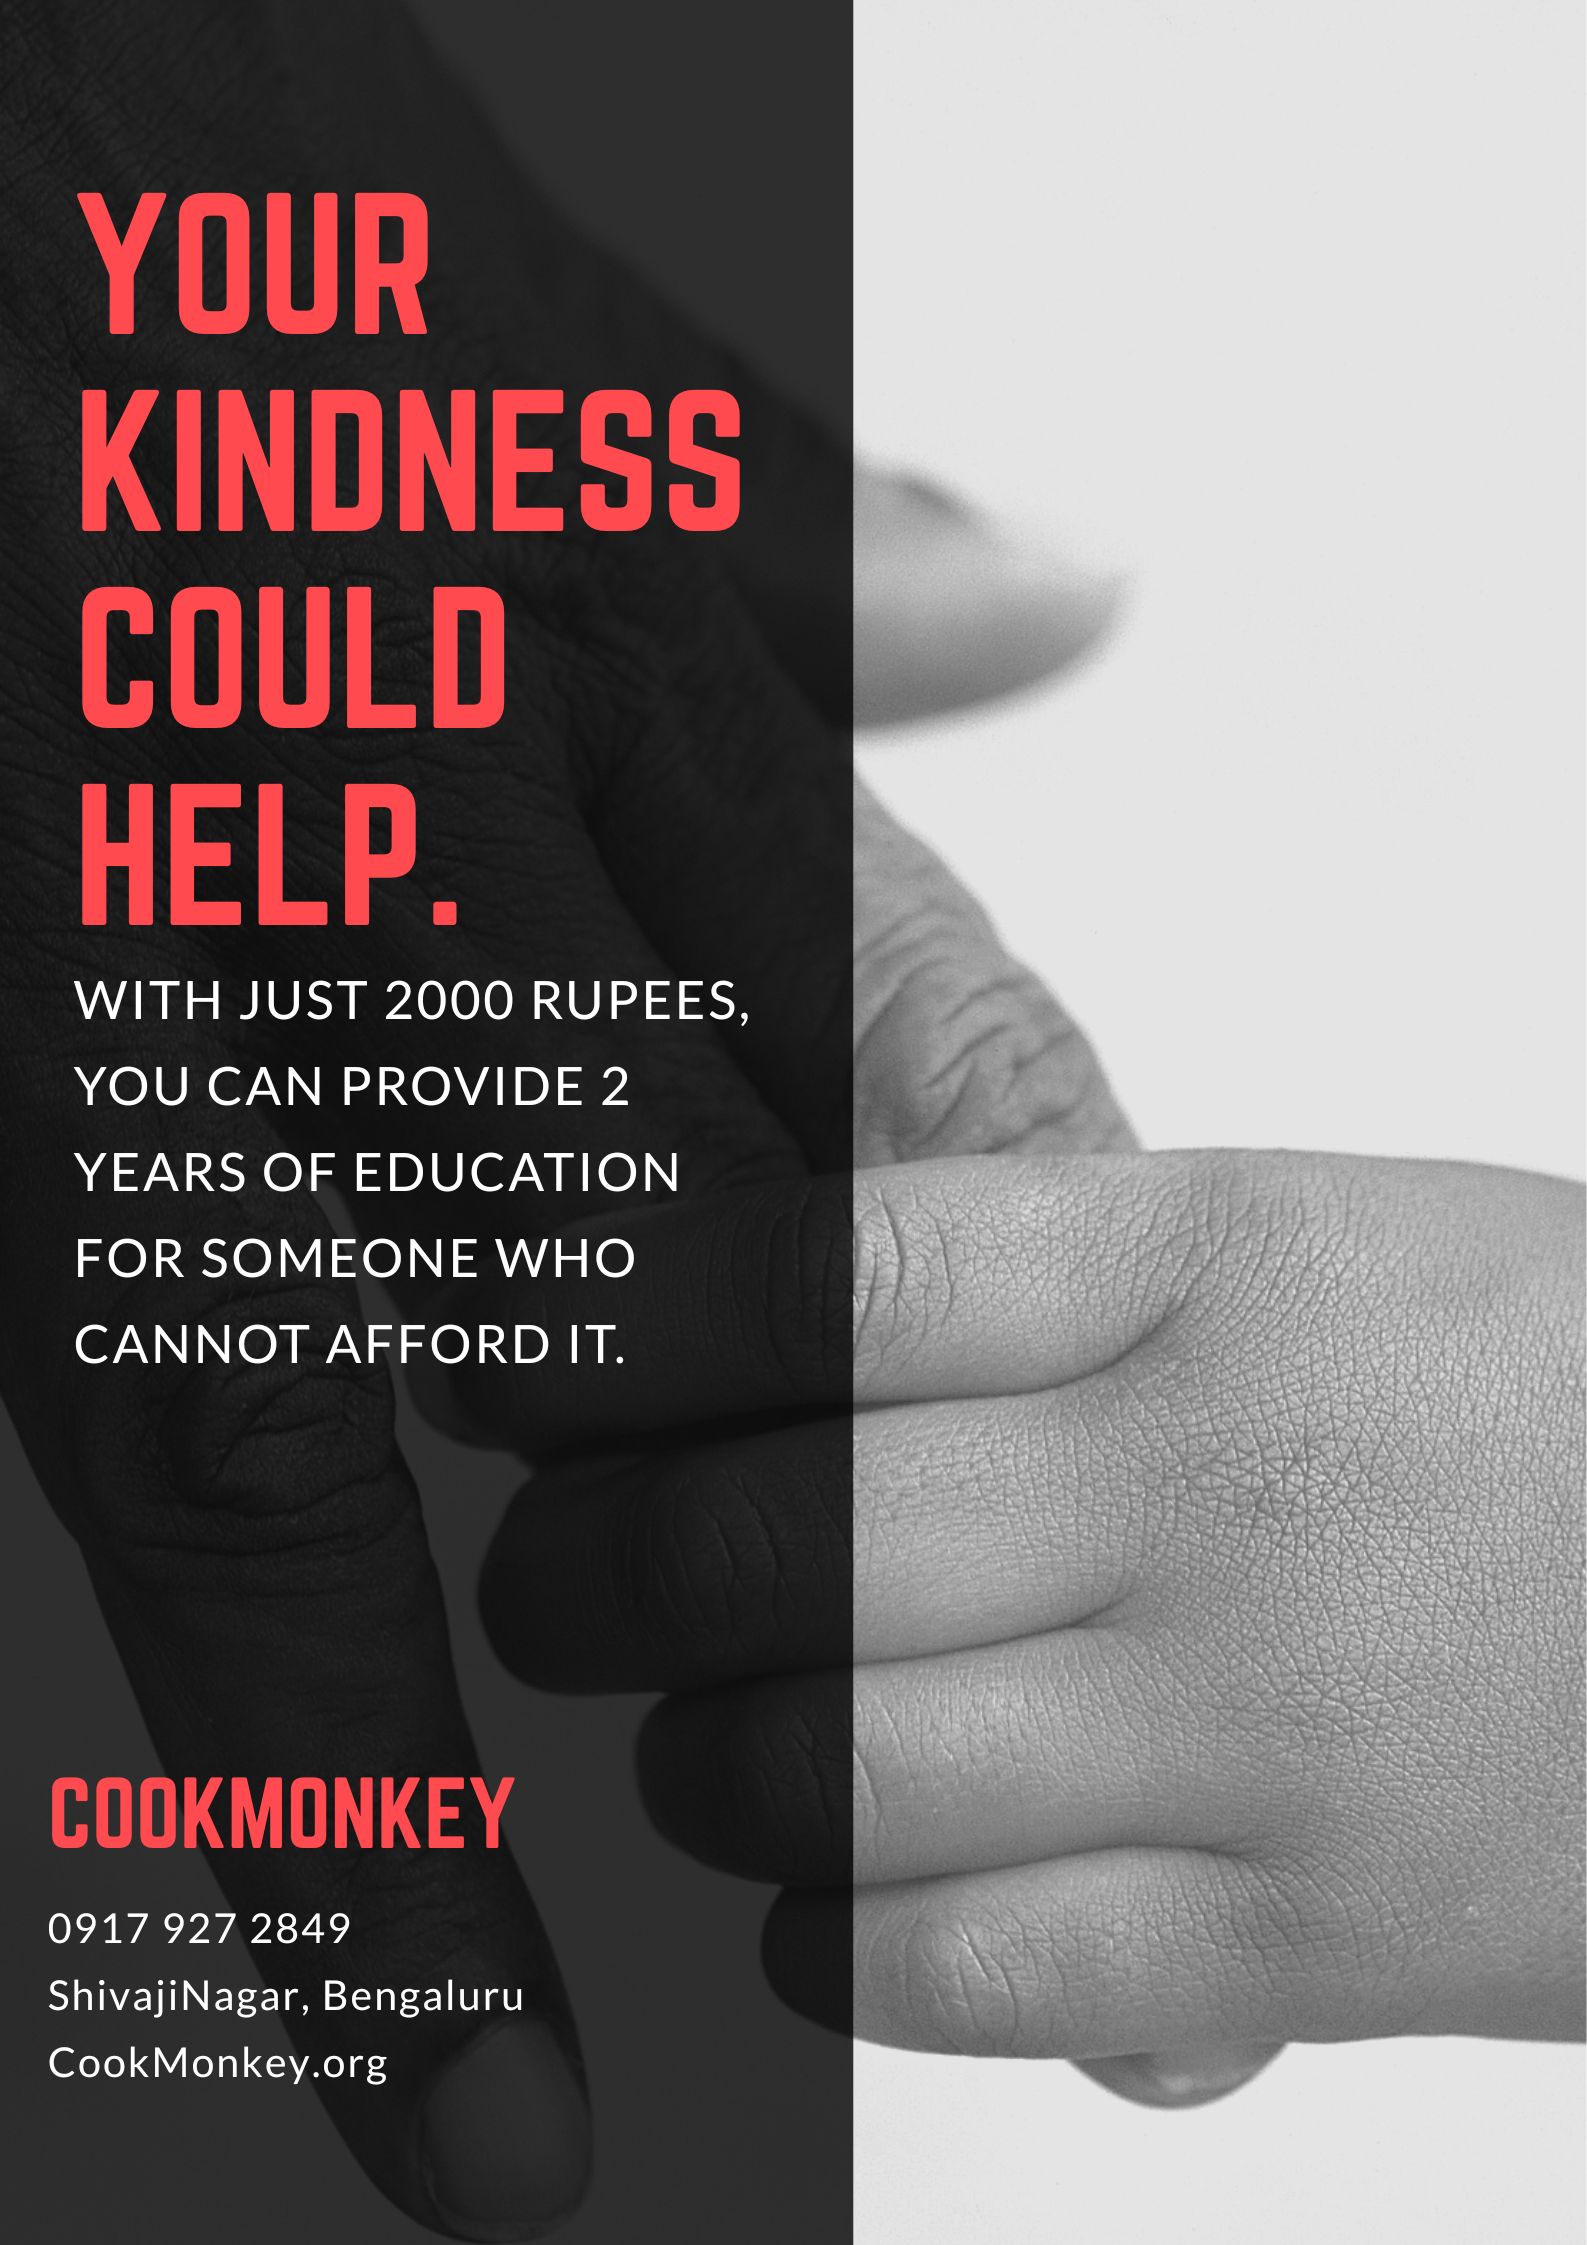 YOUR
KINDNESS
COULD
HELP.
WITH JUST 2000 RUPEES,
YOU CAN PROVIDE 2
YEARS OF EDUCATION
FOR SOMEONE WHO
CANNOT AFFORD IT.
COOKMONKEY
0917 927 2849
ShivajiNagar, Bengaluru
CookMonkey.org